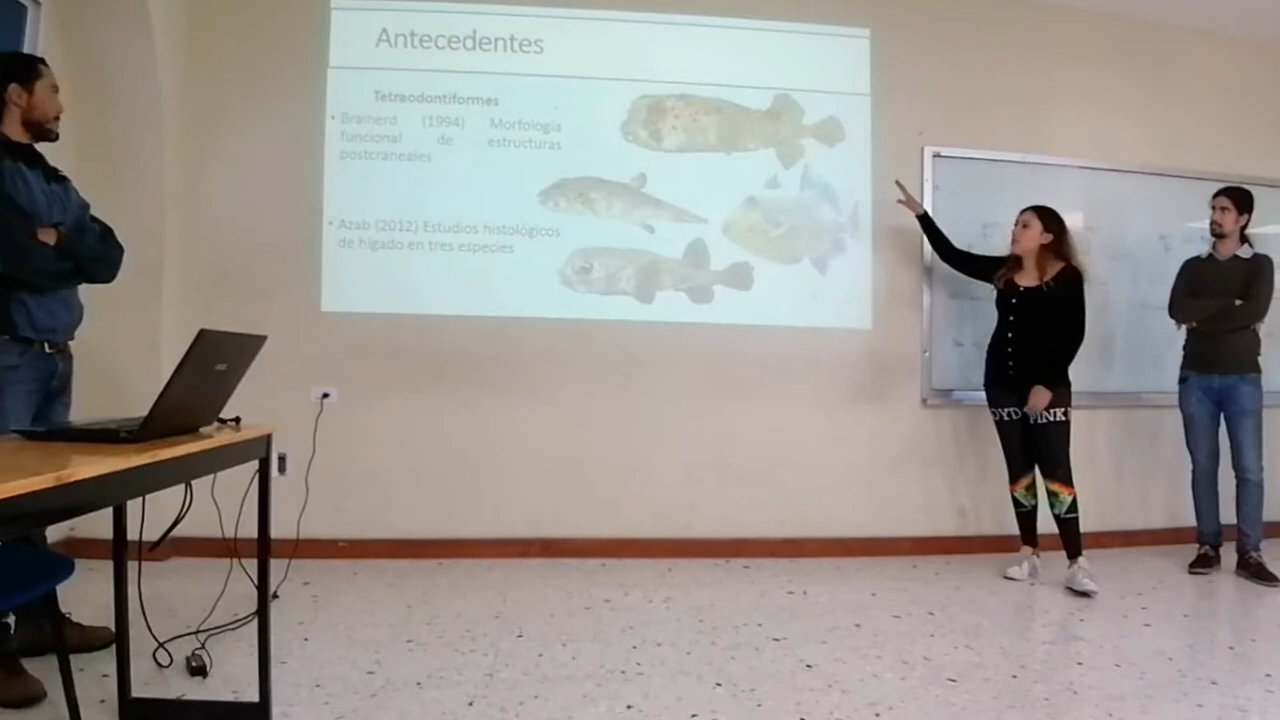 Antecedentes
Tetraodontiformes
• Brainerd (1994) Morfología
funcional de estructuras
postcraneales
• Azab (2012) Estudios histológicos
de hígado en tres especies
OYD PINK